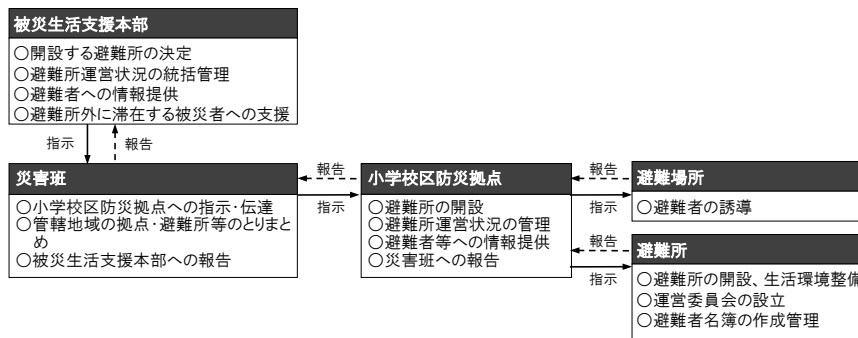 被災生活支援本部
○開設する避難所の決定
○避難所運営状況の統括管理
○避難者への情報提供
○避難所外に滞在する被災者への支援
指示
報告
災害班
○小学校区防災拠点への指示・伝達
○管轄地域の拠点・避難所等のとりまと
め
○被災生活支援本部への報告
報告
指示
小学校区防災拠点
○避難所の開設
○避難所運営状況の管理
○避難者等への情報提供
○災害班への報告
報告
指示
避難場所
○避難者の誘導
報告
指示
避難所
○避難所の開設、生活環境整備
○運営委員会の設立
○避難者名簿の作成管理